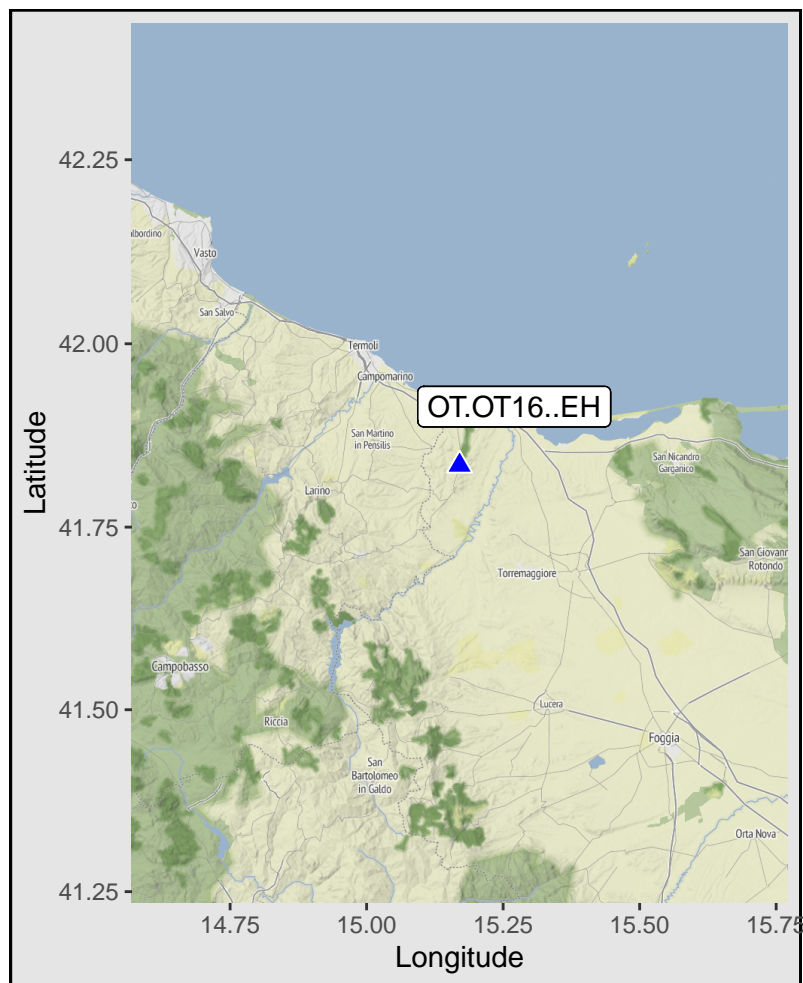 42.25
42.00
41.75
41.50
41.25
Latitude
albordino
Vasto
San Salvo
Termoli
Campomarino
OT.OT16..EH
San Martino
in Pensilis
San Nicandro
Garganico
Larino
San Giovann
Rotondo
Torremaggiore
Campobasso
Riccia
Lucera
Foggia
San
Bartolomeo
in Galdo
Orta Nova
14.75
15.00
15.25
15.50
15.75
Longitude